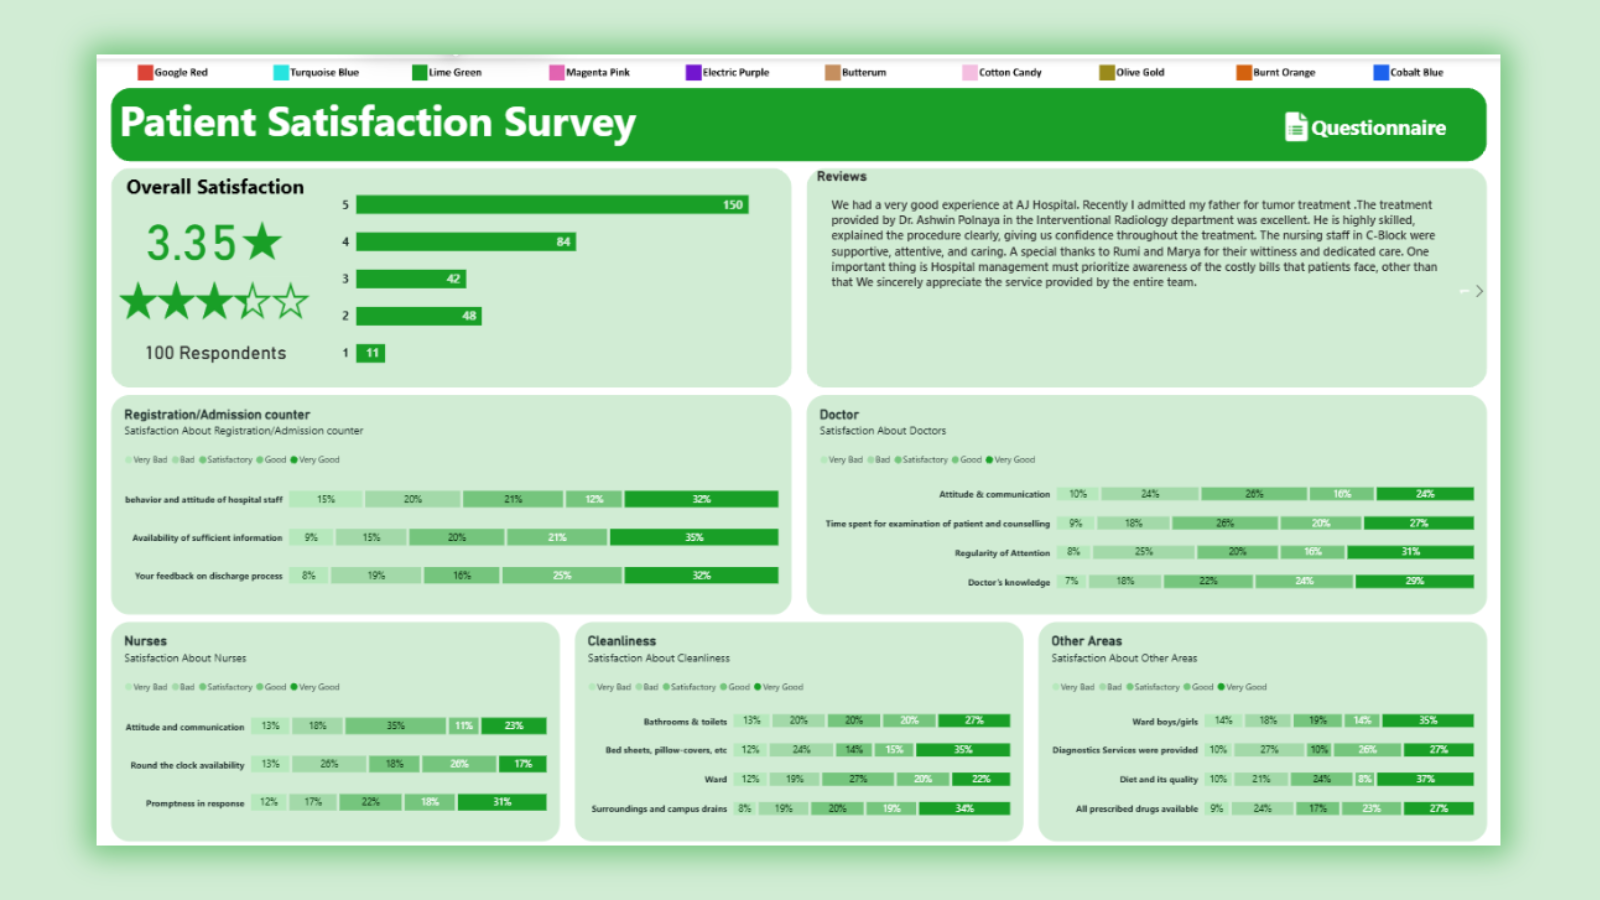 Google Red Turquoise Blue Lime Green Magenta Pink Electric Purple Butterum Cotton Candy Olive Gold Burnt Orange Cobalt Blue
Patient Satisfaction Survey
Questionnaire
Overall Satisfaction
3.35
100 Respondents
5 150
4 84
3 42
2 48
1 11
Reviews
We had a very good experience at AJ Hospital. Recently I admitted my father for tumor treatment .The treatment
provided by Dr. Ashwin Polnaya in the Interventional Radiology department was excellent. He is highly skilled,
explained the procedure clearly, giving us confidence throughout the treatment. The nursing staff in C-Block were
supportive, attentive, and caring. A special thanks to Rumi and Marya for their wittiness and dedicated care. One
important thing is Hospital management must prioritize awareness of the costly bills that patients face, other than
that We sincerely appreciate the service provided by the entire team.
Registration/Admission counter
Satisfaction About Registration/Admission counter
Very Bad Bad Satisfactory Good Very Good
behavior and attitude of hospital staff 15% 20% 21% 12% 32%
Availability of sufficient information 9% 15% 20% 21% 35%
Your feedback on discharge process 8% 19% 16% 25% 32%
Doctor
Satisfaction About Doctors
Very Bad Bad Satisfactory Good Very Good
Attitude & communication 10% 24% 26% 16% 24%
Time spent for examination of patient and counselling 9% 18% 26% 20% 27%
Regularity of Attention 8% 25% 20% 16% 31%
Doctor's knowledge 7% 18% 22% 24% 29%
Nurses
Satisfaction About Nurses
Very Bad Bad Satisfactory Good Very Good
Attitude and communication 13% 18% 35% 11% 23%
Round the clock availability 13% 26% 18% 26% 17%
Promptness in response 12% 17% 22% 18% 31%
Cleanliness
Satisfaction About Cleanliness
Very Bad Bad Satisfactory Good Very Good
Bathrooms & toilets 13% 20% 20% 20% 27%
Bed sheets, pillow-covers, etc 12% 24% 14% 15% 35%
Ward 12% 19% 27% 20% 22%
Surroundings and campus drains 8% 19% 20% 19% 34%
Other Areas
Satisfaction About Other Areas
Very Bad Bad Satisfactory Good Very Good
Ward boys/girls 14% 18% 19% 14% 35%
Diagnostics Services were provided 10% 27% 10% 26% 27%
Diet and its quality 10% 21% 24% 8% 37%
All prescribed drugs available 9% 24% 17% 23% 27%